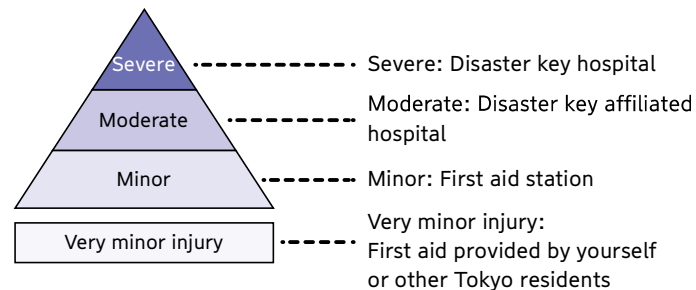 Severe
Severe: Disaster key hospital
Moderate
Moderate: Disaster key affiliated
hospital
Minor
Minor: First aid station
Very minor injury
Very minor injury:
First aid provided by yourself
or other Tokyo residents